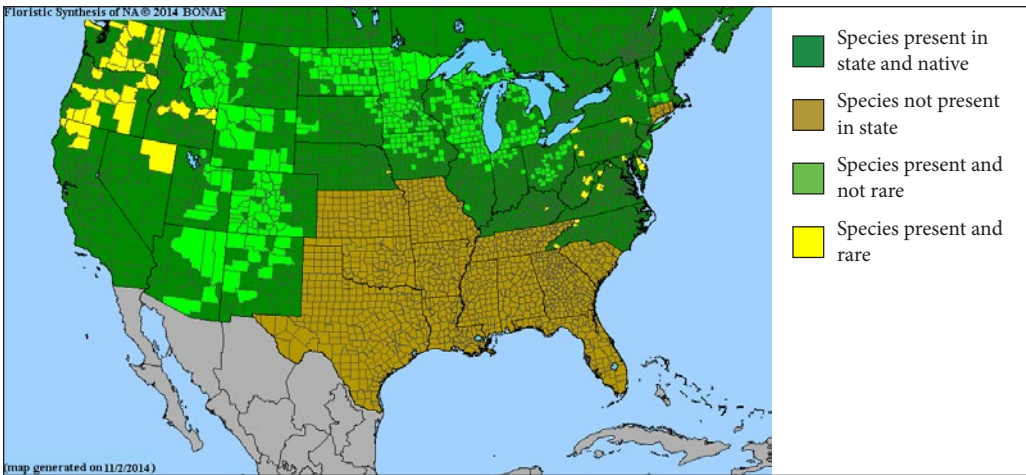 Floristic Synthesis of NA © 2014 BONAP
Species present in
state and native
Species not present
in state
Species present and
not rare
Species present and
rare
(map generated on 11/2/2014)